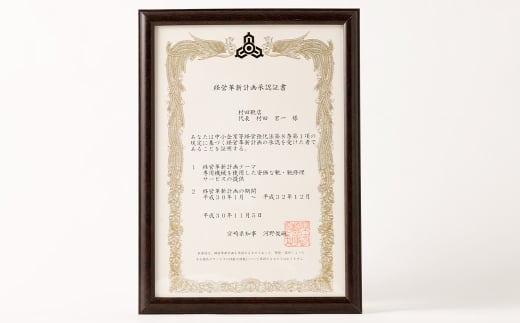 経営革新計画承認証書
村田鞄店
代表　村田　宏一　様
あなたは中小企業等経営強化法第8条第1項の
規定に基づく経営革新計画の承認を受けた者で
あることを証明する。
1　経営革新計画テーマ
専用機械を使用した安価な靴・鞄修理
サービスの提供
2　経営革新計画の期間
平成30年1月　～　平成32年12月
平成30年11月5日
宮崎県知事　河野俊嗣